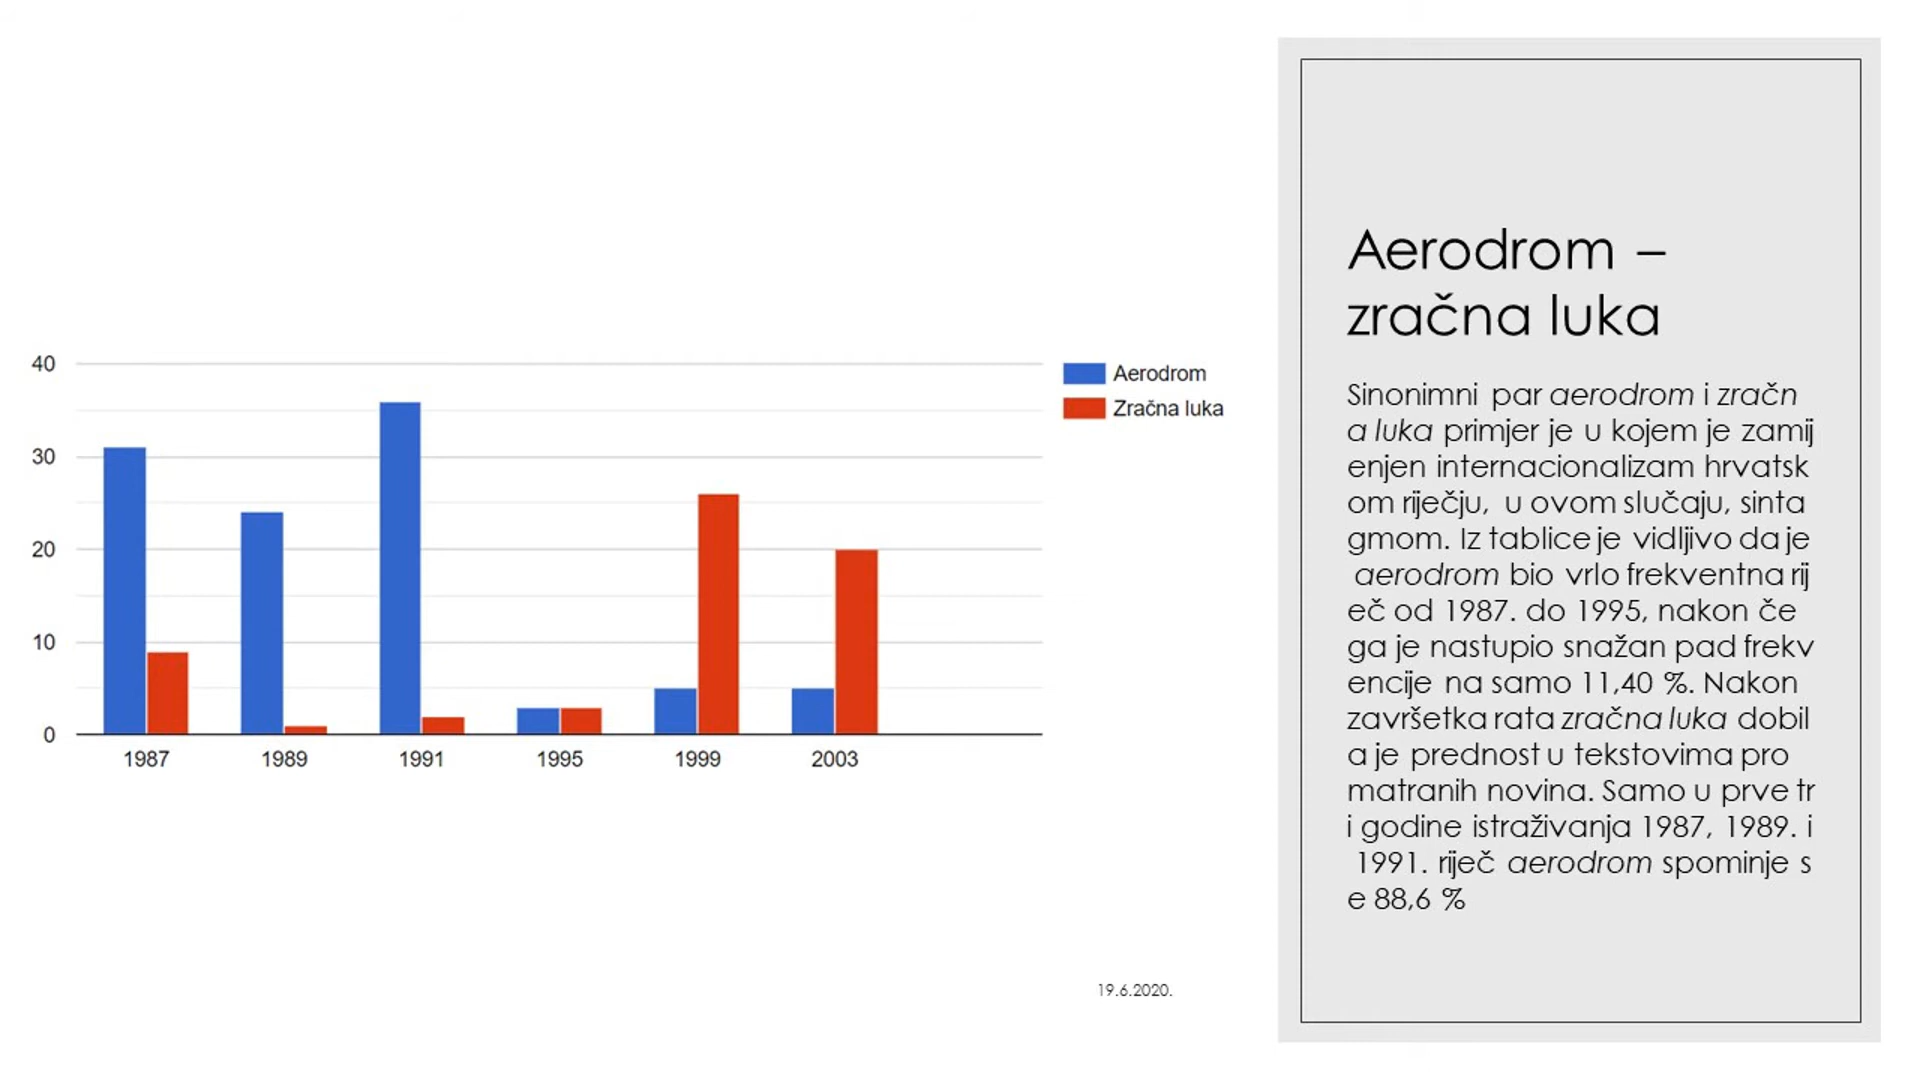 40
30
20
10
0
1987 1989 1991 1995 1999 2003
Aerodrom
Zračna luka
19.6.2020.
Aerodrom –
zračna luka
Sinonimni par aerodrom i zračn
a luka primjer je u kojem je zamij
enjen internacionalizam hrvatsk
om riječju, u ovom slučaju, sinta
gmom. Iz tablice je vidljivo da je
aerodrom bio vrlo frekventna rij
eč od 1987. do 1995, nakon če
ga je nastupio snažan pad frekv
encije na samo 11,40 %. Nakon
završetka rata zračna luka dobil
a je prednost u tekstovima pro
matranih novina. Samo u prve tr
i godine istraživanja 1987, 1989. i
1991. riječ aerodrom spominje s
e 88,6 %